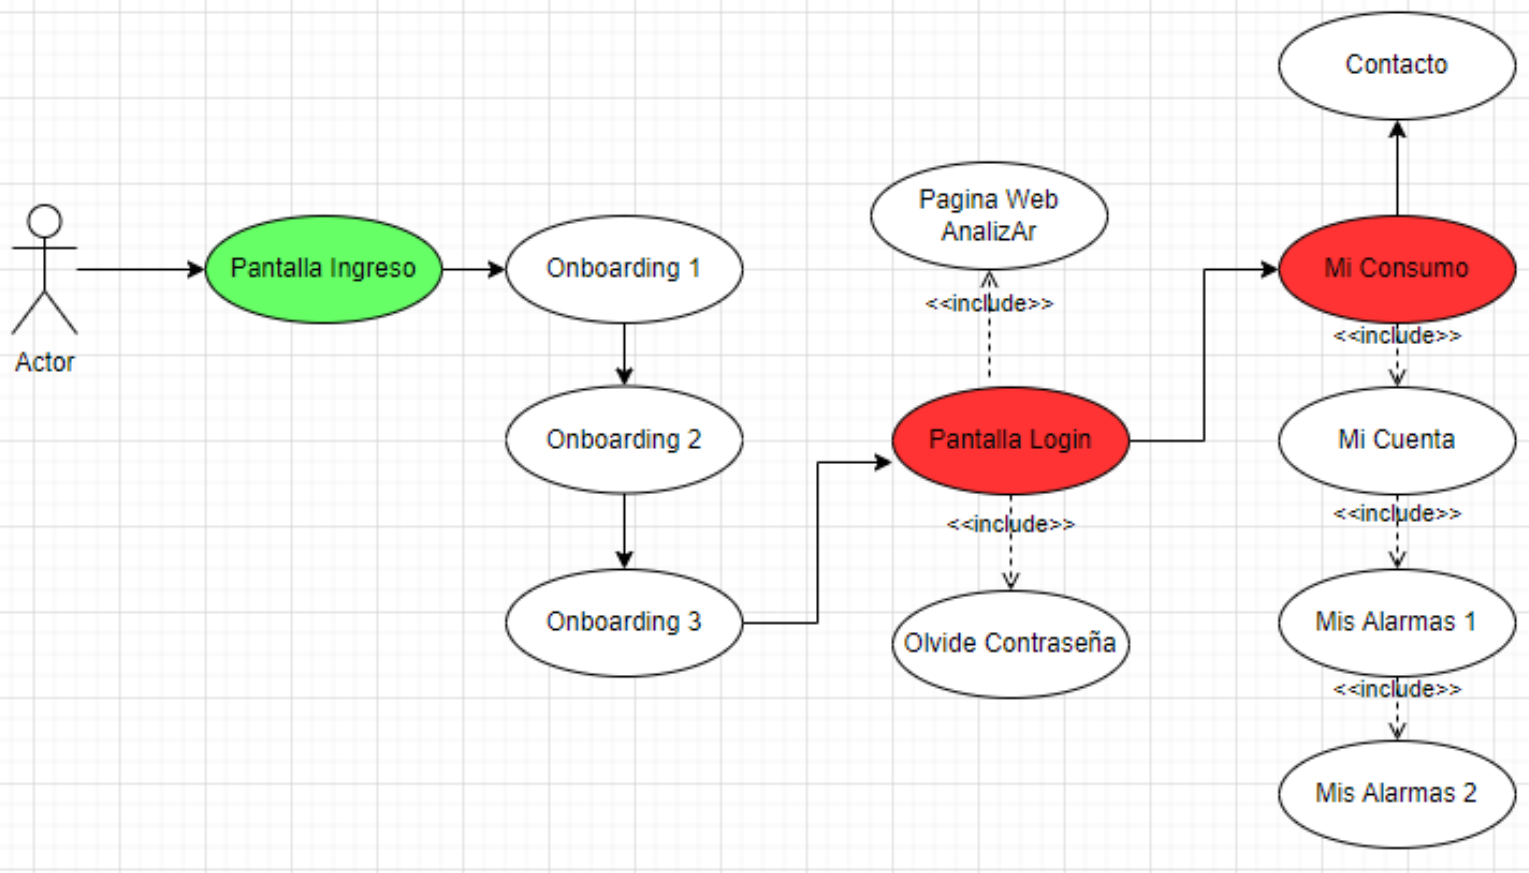 Contacto
Pagina Web
AnalizAr
Pantalla Ingreso
Onboarding 1
Mi Consumo
<<include>>
<<include>>
Actor
Onboarding 2
Pantalla Login
Mi Cuenta
<<include>>
<<include>>
Onboarding 3
Mis Alarmas 1
Olvide Contraseña
<<include>>
Mis Alarmas 2